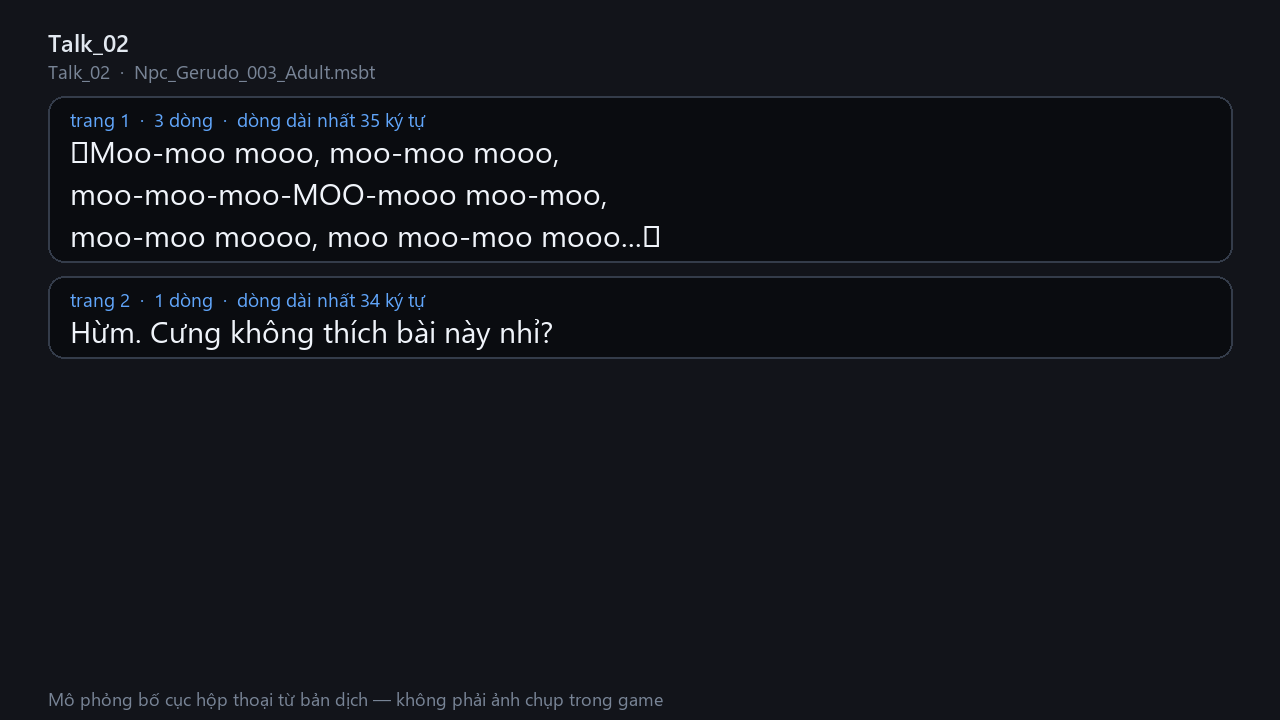 Talk_02
Talk_02 · Npc_Gerudo_003_Adult.msbt
trang 1 · 3 dòng · dòng dài nhất 35 ký tự
▯Moo-moo mooo, moo-moo mooo,
moo-moo-moo-MOO-mooo moo-moo,
moo-moo moooo, moo moo-moo mooo...▯
trang 2 · 1 dòng · dòng dài nhất 34 ký tự
Hừm. Cưng không thích bài này nhỉ?
Mô phỏng bố cục hộp thoại từ bản dịch — không phải ảnh chụp trong game